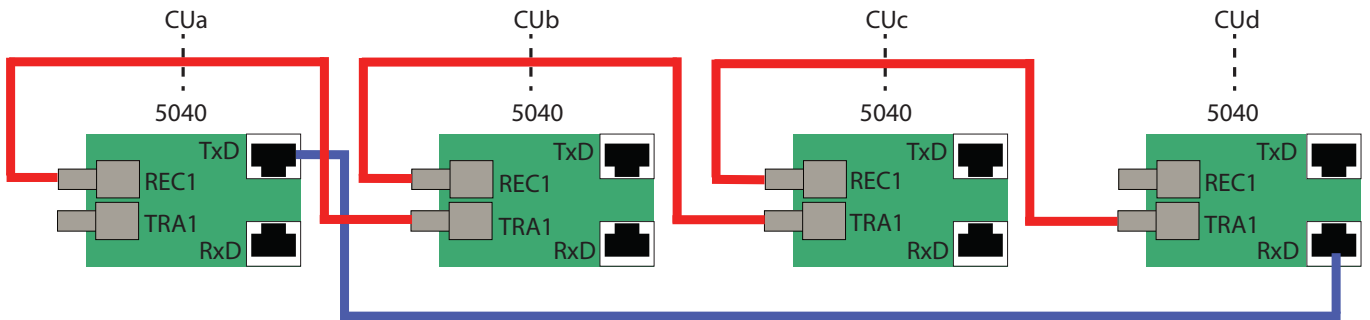 CUa
CUb
CUc
CUd
5040
5040
5040
5040
TxD
REC1
TRA1
RxD
TxD
REC1
TRA1
RxD
TxD
REC1
TRA1
RxD
TxD
REC1
TRA1
RxD